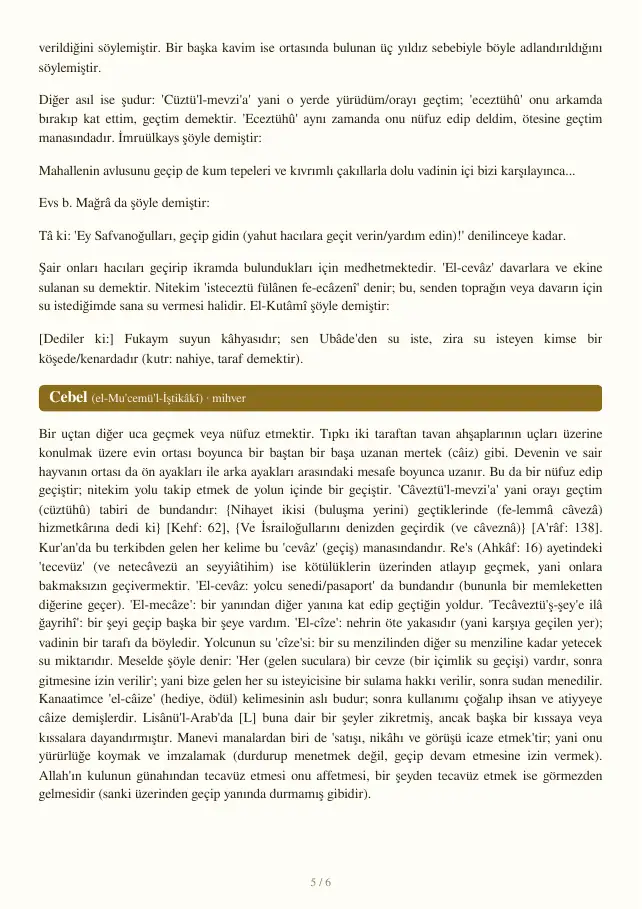 verildiğini söylemiştir. Bir başka kavim ise ortasında bulunan üç yıldız sebebiyle böyle adlandırıldığını
söylemiştir.
Diğer asıl ise şudur: 'Cüztü'l-mevzi'a' yani o yerde yürüdüm/orayı geçtim; 'eceztühû' onu arkamda
bırakıp kat ettim, geçtim demektir. 'Eceztühû' aynı zamanda onu nüfuz edip deldim, ötesine geçtim
manasındadır. İmruülkays şöyle demiştir:
Mahallenin avlusunu geçip de kum tepeleri ve kıvrımlı çakıllarla dolu vadinin içi bizi karşılayınca...
Evs b. Mağrâ da şöyle demiştir:
Tâ ki: 'Ey Safvanoğulları, geçip gidin (yahut hacılara geçit verin/yardım edin)!' denilinceye kadar.
Şair onları hacıları geçirip ikramda bulundukları için medhetmektedir. 'El-cevâz' davarlara ve ekine
sulanan su demektir. Nitekim 'isteceztü fülânen fe-ecâzenî' denir; bu, senden toprağın veya davarın için
su istediğimde sana su vermesi halidir. El-Kutâmî şöyle demiştir:
[Dediler ki:] Fukaym suyun kâhyasıdır; sen Ubâde'den su iste, zira su isteyen kimse bir
köşede/kenardadır (kutr: nahiye, taraf demektir).
Cebel (el-Mu'cemü'l-İştikâkî) · mihver
Bir uçtan diğer uca geçmek veya nüfuz etmektir. Tıpkı iki taraftan tavan ahşaplarının uçları üzerine
konulmak üzere evin ortası boyunca bir baştan bir başa uzanan mertek (câiz) gibi. Devenin ve sair
hayvanın ortası da ön ayakları ile arka ayakları arasındaki mesafe boyunca uzanır. Bu da bir nüfuz edip
geçiştir; nitekim yolu takip etmek de yolun içinde bir geçiştir. 'Câveztü'l-mevzi'a' yani orayı geçtim
(cüztühû) tabiri de bundandır: {Nihayet ikisi (buluşma yerini) geçtiklerinde (fe-lemmâ câvezâ)
hizmetkârına dedi ki} [Kehf: 62], {Ve İsrailoğullarını denizden geçirdik (ve câveznâ)} [A'râf: 138].
Kur'an'da bu terkibden gelen her kelime bu 'cevâz' (geçiş) manasındandır. Re's (Ahkâf: 16) ayetindeki
'tecevüz' (ve netecâvezü an seyyiâtihim) ise kötülüklerin üzerinden atlayıp geçmek, yani onlara
bakmaksızın geçivermektir. 'El-cevâz: yolcu senedi/pasaport' da bundandır (bununla bir memleketten
diğerine geçer). 'El-mecâze': bir yanından diğer yanına kat edip geçtiğin yoldur. 'Tecâveztü'ş-şey'e ilâ
ğayrihî': bir şeyi geçip başka bir şeye vardım. 'El-cîze': nehrin öte yakasıdır (yani karşıya geçilen yer);
vadinin bir tarafı da böyledir. Yolcunun su 'cîze'si: bir su menzilinden diğer su menziline kadar yetecek
su miktarıdır. Meselde şöyle denir: 'Her (gelen suculara) bir cevze (bir içimlik su geçişi) vardır, sonra
gitmesine izin verilir'; yani bize gelen her su isteyicisine bir sulama hakkı verilir, sonra sudan menedilir.
Kanaatimce 'el-câize' (hediye, ödül) kelimesinin aslı budur; sonra kullanımı çoğalıp ihsan ve atiyyeye
câize demişlerdir. Lisânü'l-Arab'da [L] buna dair bir şeyler zikretmiş, ancak başka bir kıssaya veya
kıssalara dayandırmıştır. Manevi manalardan biri de 'satışı, nikâhı ve görüşü icaze etmek'tir; yani onu
yürürlüğe koymak ve imzalamak (durdurup menetmek değil, geçip devam etmesine izin vermek).
Allah'ın kulunun günahından tecavüz etmesi onu affetmesi, bir şeyden tecavüz etmek ise görmezden
gelmesidir (sanki üzerinden geçip yanında durmamış gibidir).
5 / 6